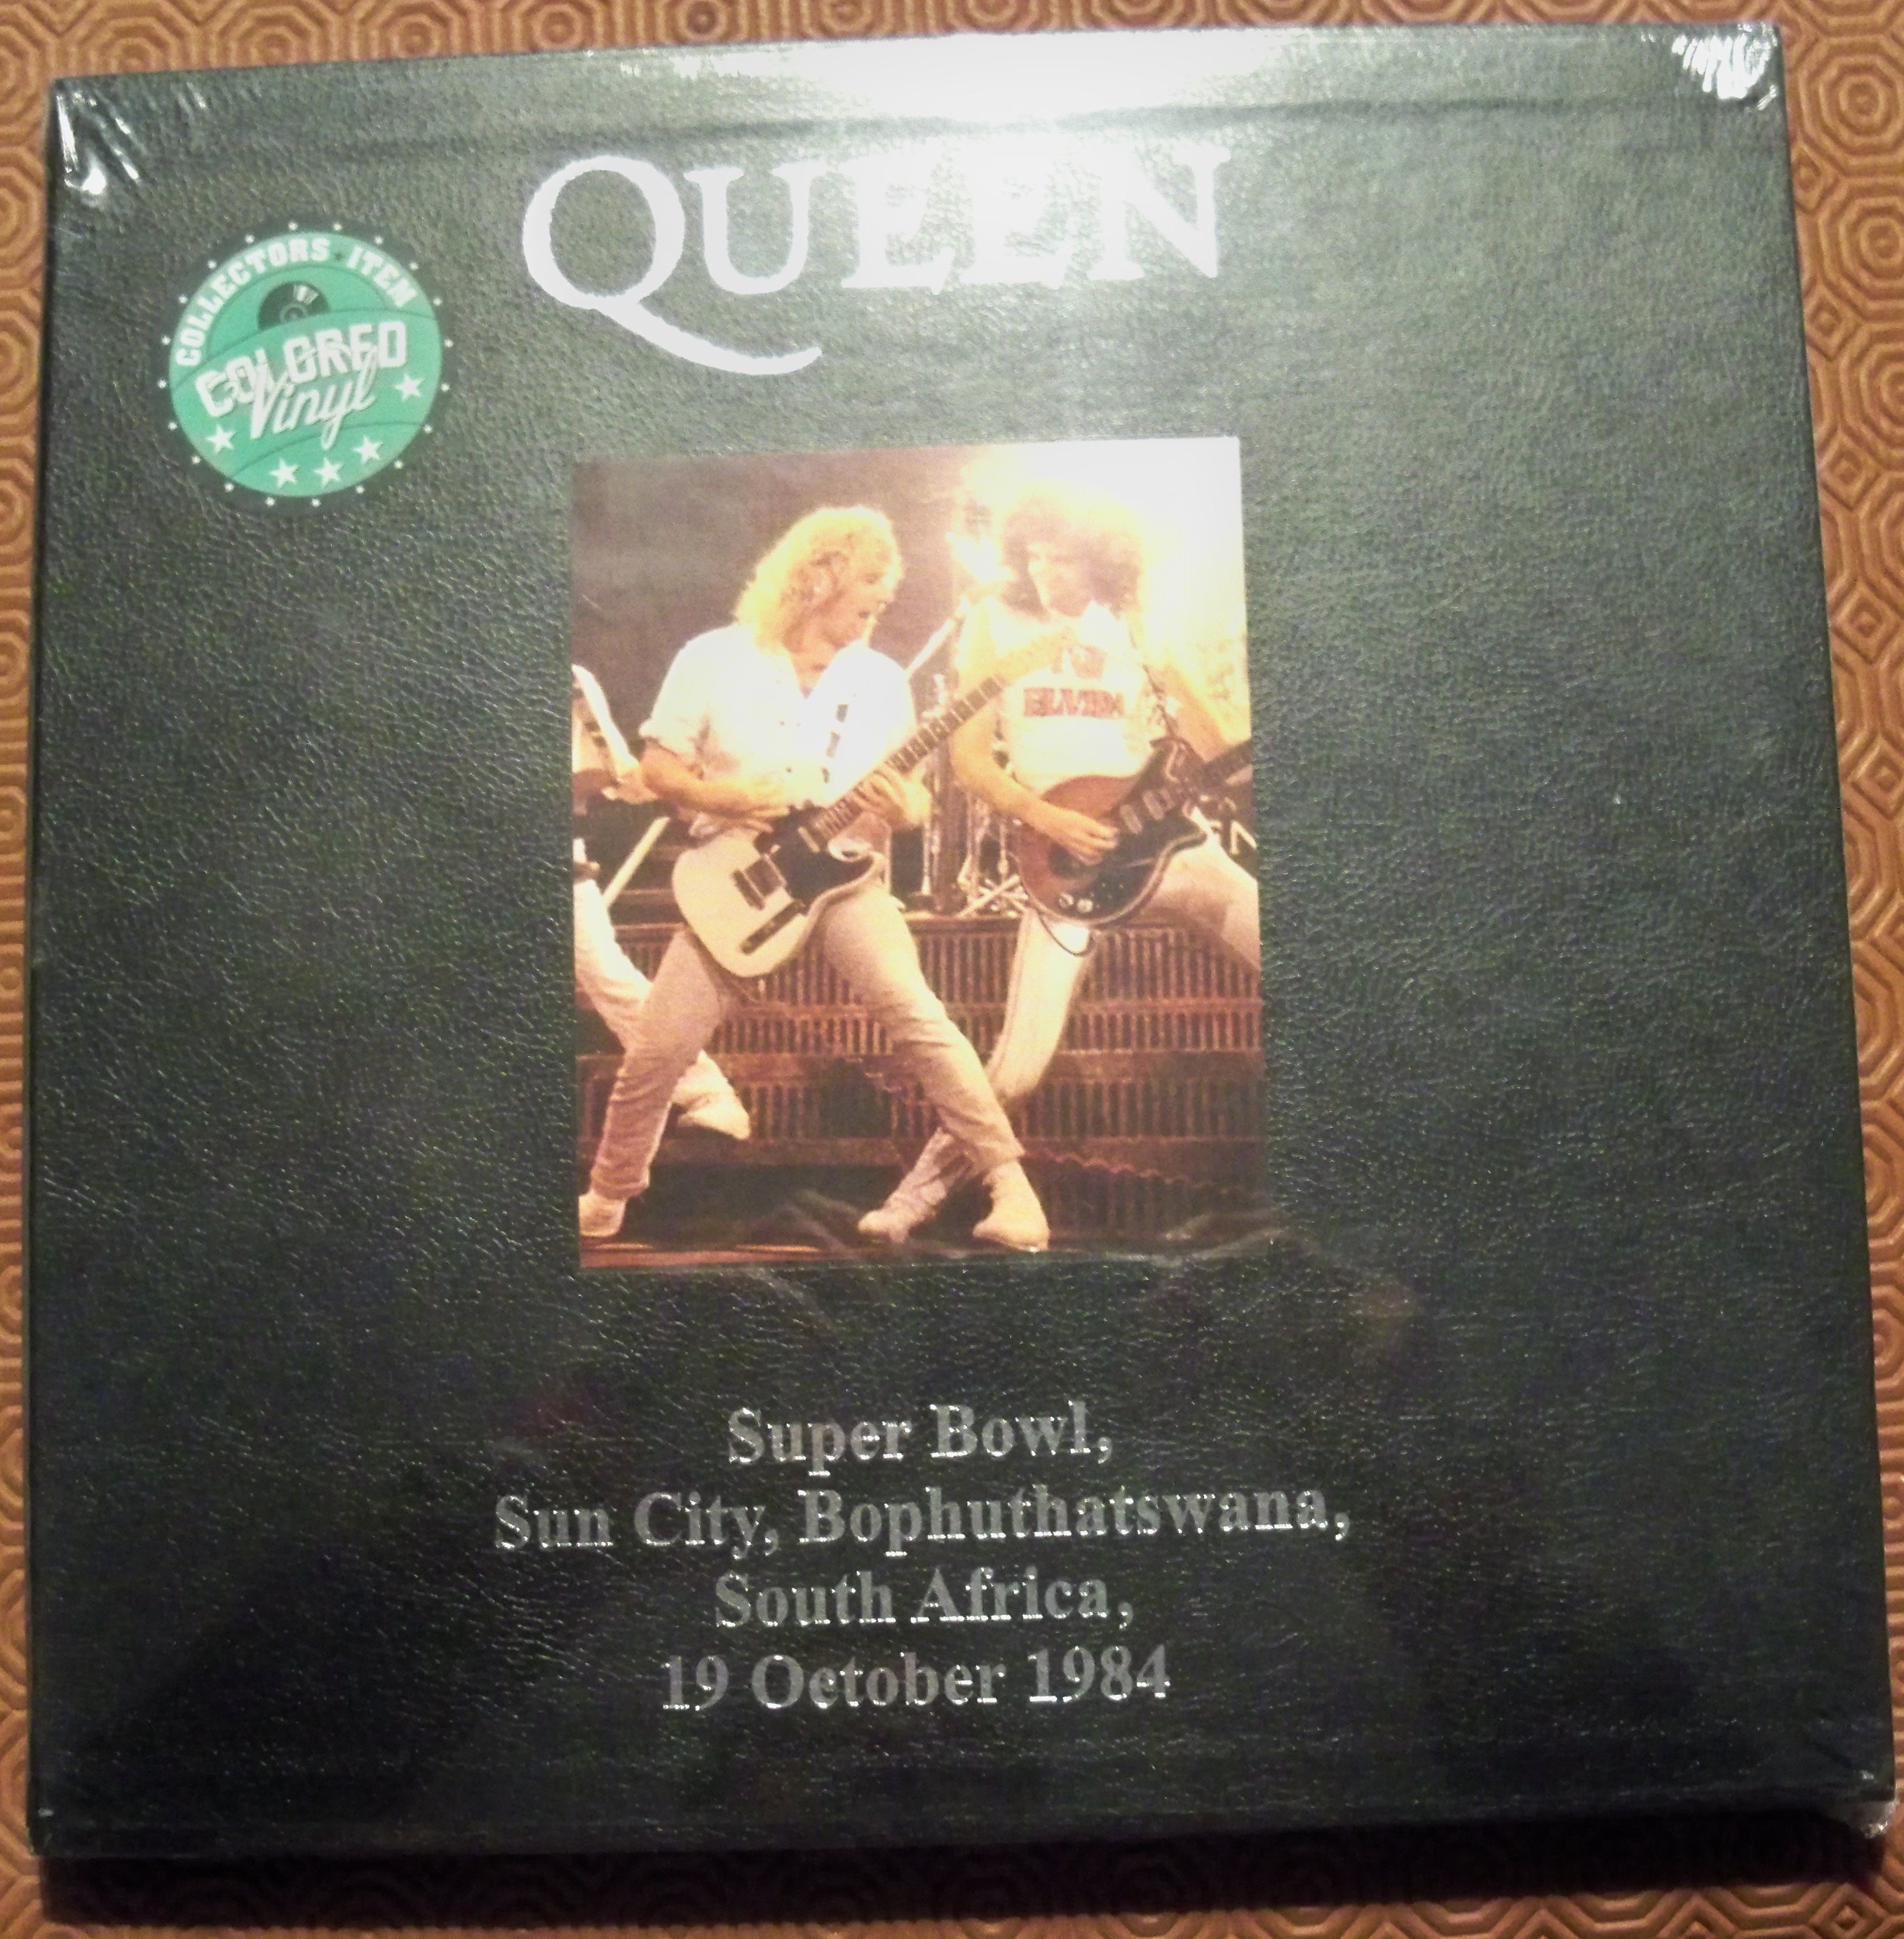 QUEEN
COLLECTORS ITEM
COLORED
Vinyl
Super Bowl,
Sun City, Bophuthatswana,
South Africa,
19 October 1984